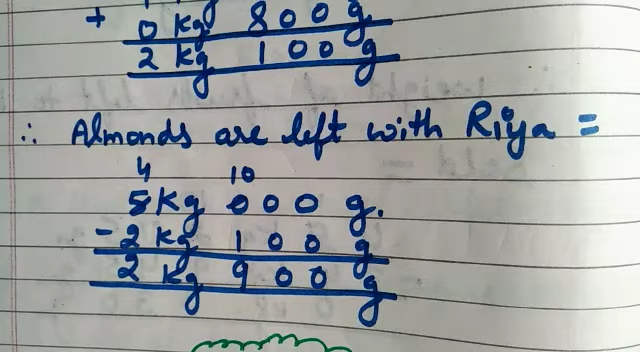 + 0 kg 800 g
2 kg 100 g
∴ Almonds are left with Riya =
4 10
5 Kg 000 g.
- 2 kg 100 g
2 kg 900 g